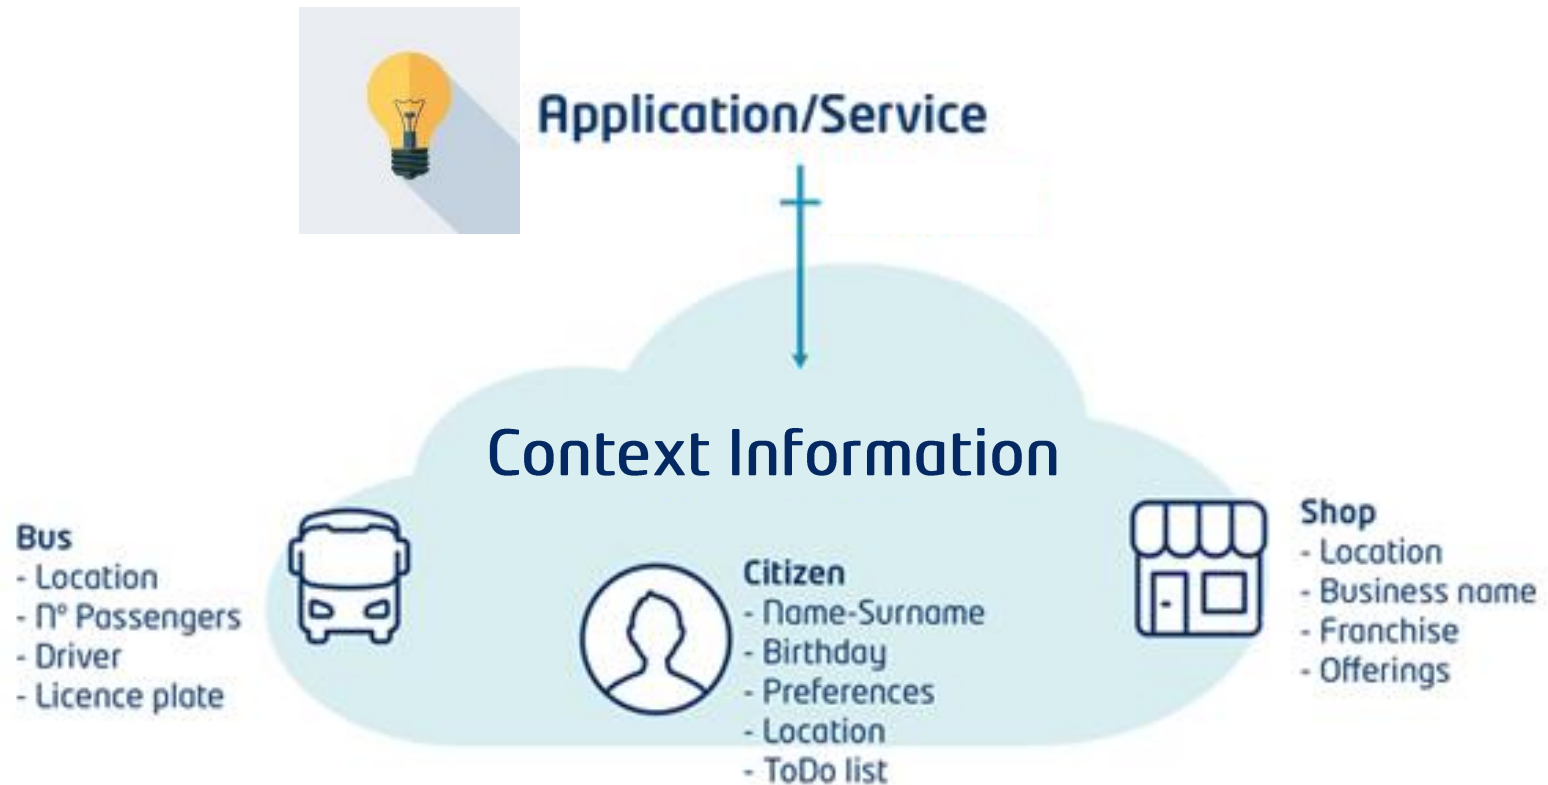 Application/Service
Context Information
Bus
- Location
- Nº Passengers
- Driver
- Licence plate
Citizen
- Name-Surname
- Birthday
- Preferences
- Location
- ToDo list
Shop
- Location
- Business name
- Franchise
- Offerings